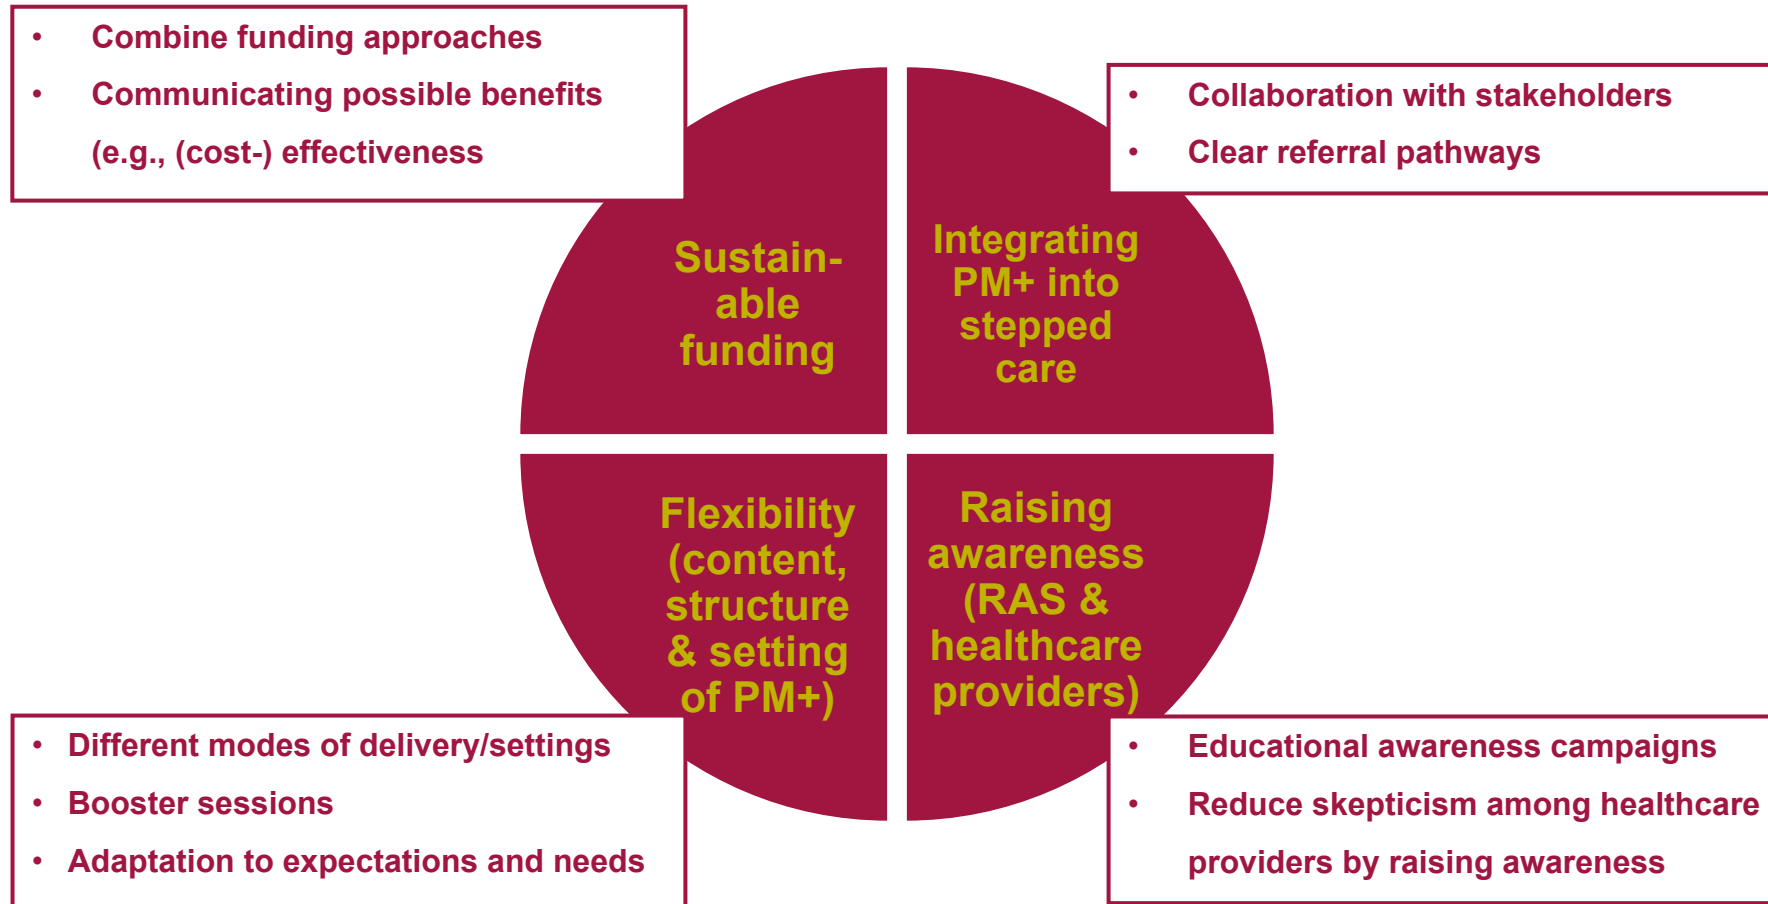 • Combine funding approaches
• Communicating possible benefits
(e.g., (cost-) effectiveness
• Collaboration with stakeholders
• Clear referral pathways
Sustain-
able
funding
Integrating
PM+ into
stepped
care
Flexibility
(content,
structure
& setting
of PM+)
Raising
awareness
(RAS &
healthcare
providers)
• Different modes of delivery/settings
• Booster sessions
• Adaptation to expectations and needs
• Educational awareness campaigns
• Reduce skepticism among healthcare
providers by raising awareness